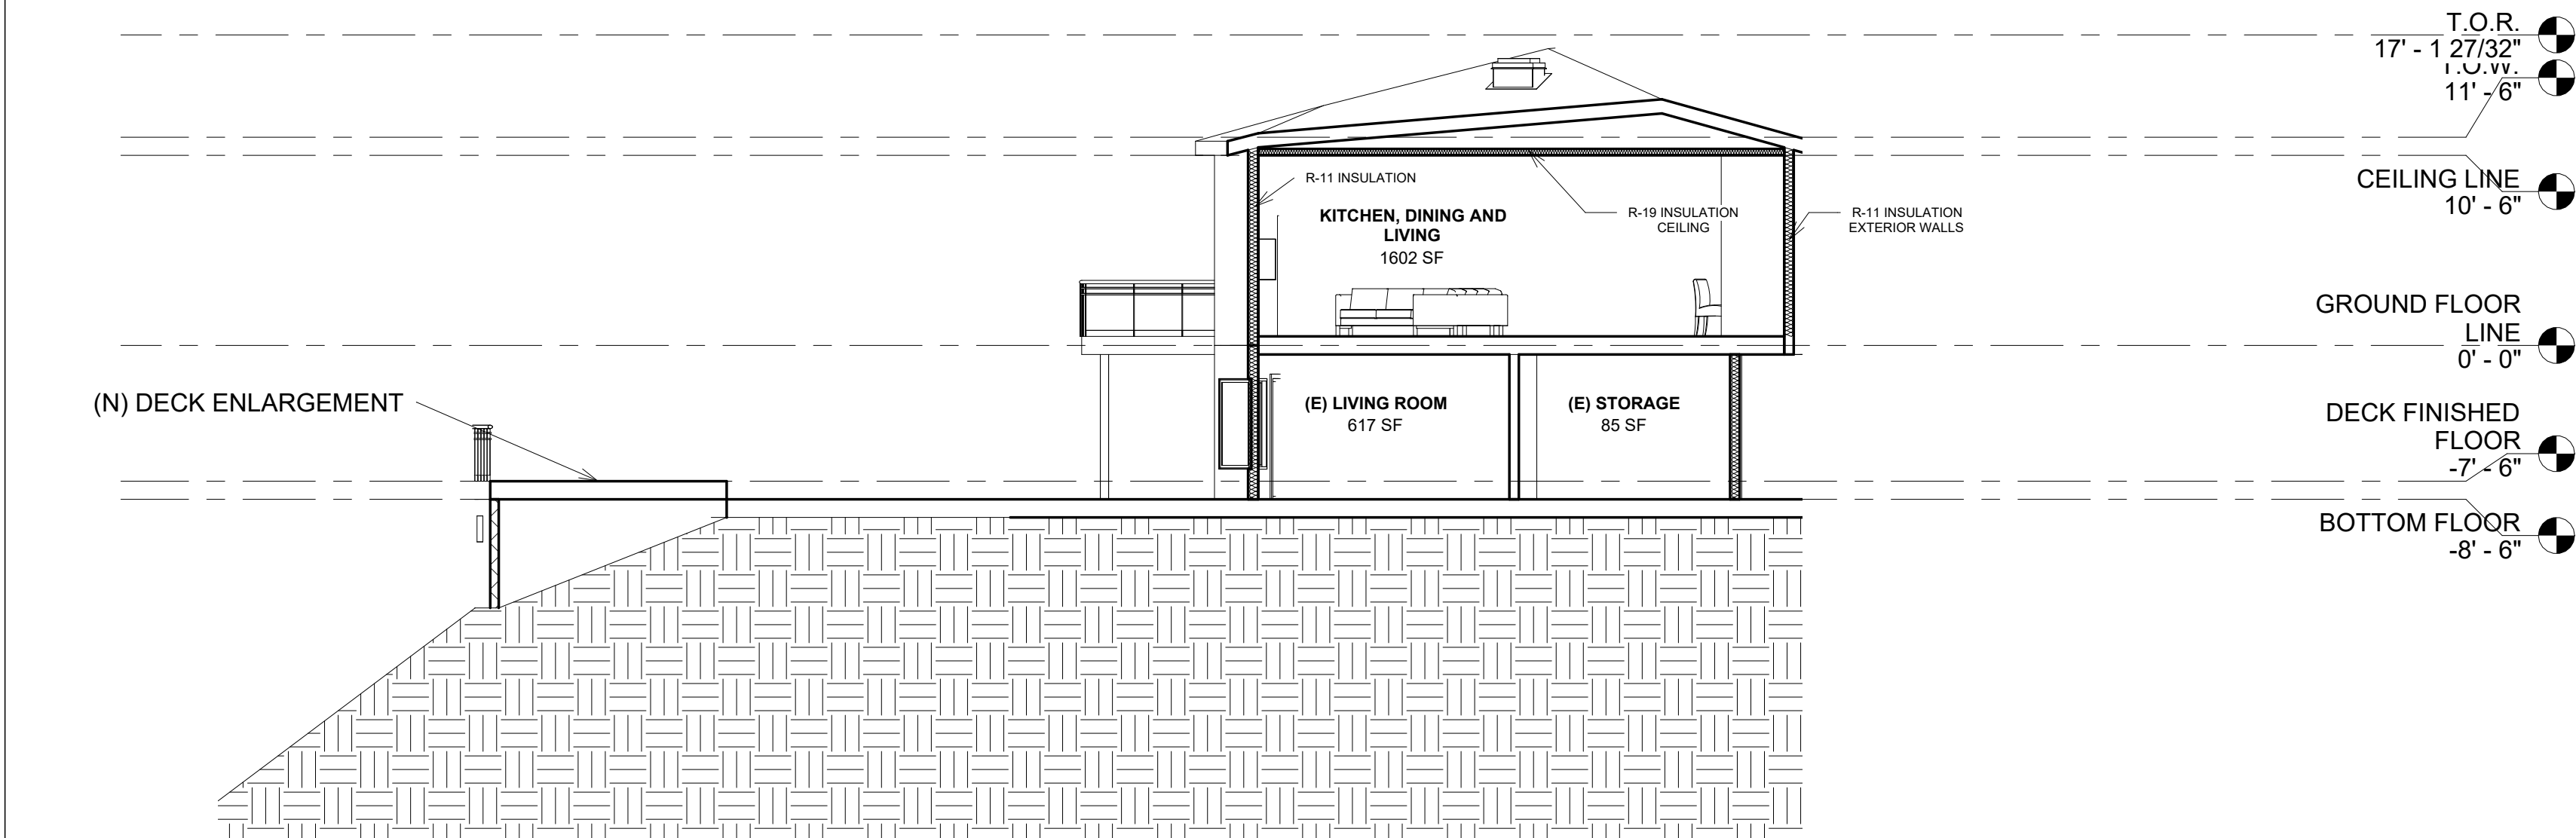 T.O.R.
17' - 1 27/32"
T.O.W.
11' - 6"
CEILING LINE
10' - 6"
R-11 INSULATION
KITCHEN, DINING AND
LIVING
1602 SF
R-19 INSULATION
CEILING
R-11 INSULATION
EXTERIOR WALLS
GROUND FLOOR
LINE
0' - 0"
(N) DECK ENLARGEMENT
(E) LIVING ROOM
617 SF
(E) STORAGE
85 SF
DECK FINISHED
FLOOR
-7' - 6"
BOTTOM FLOOR
-8' - 6"